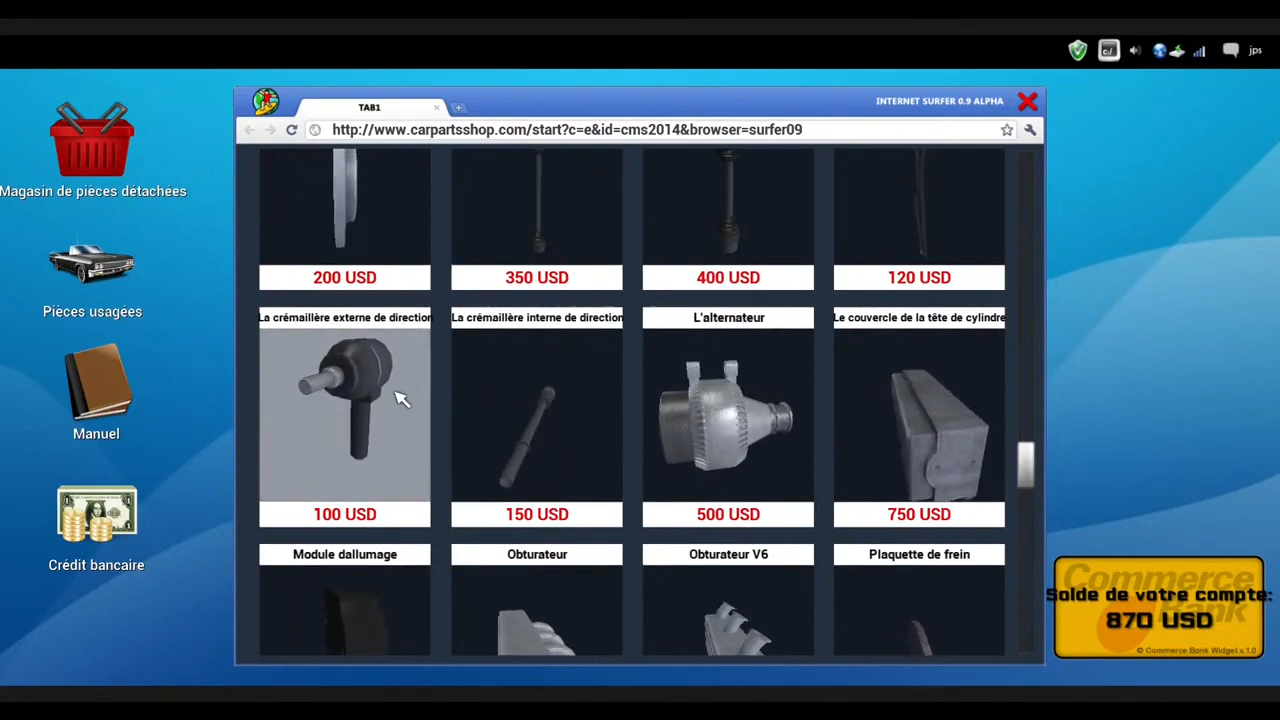 jps
TAB1
INTERNET SURFER 0.9 ALPHA
http://www.carpartsshop.com/start?c=e&id=cms2014&browser=surfer09
Magasin de pièces détachées
Pièces usagées
Manuel
Crédit bancaire
200 USD
350 USD
400 USD
120 USD
La crémaillère externe de direction
La crémaillère interne de direction
L'alternateur
Le couvercle de la tête de cylindre
100 USD
150 USD
500 USD
750 USD
Module dallumage
Obturateur
Obturateur V6
Plaquette de frein
Commerce
Bank
Solde de votre compte:
870 USD
© Commerce Bank Widget v.1.0